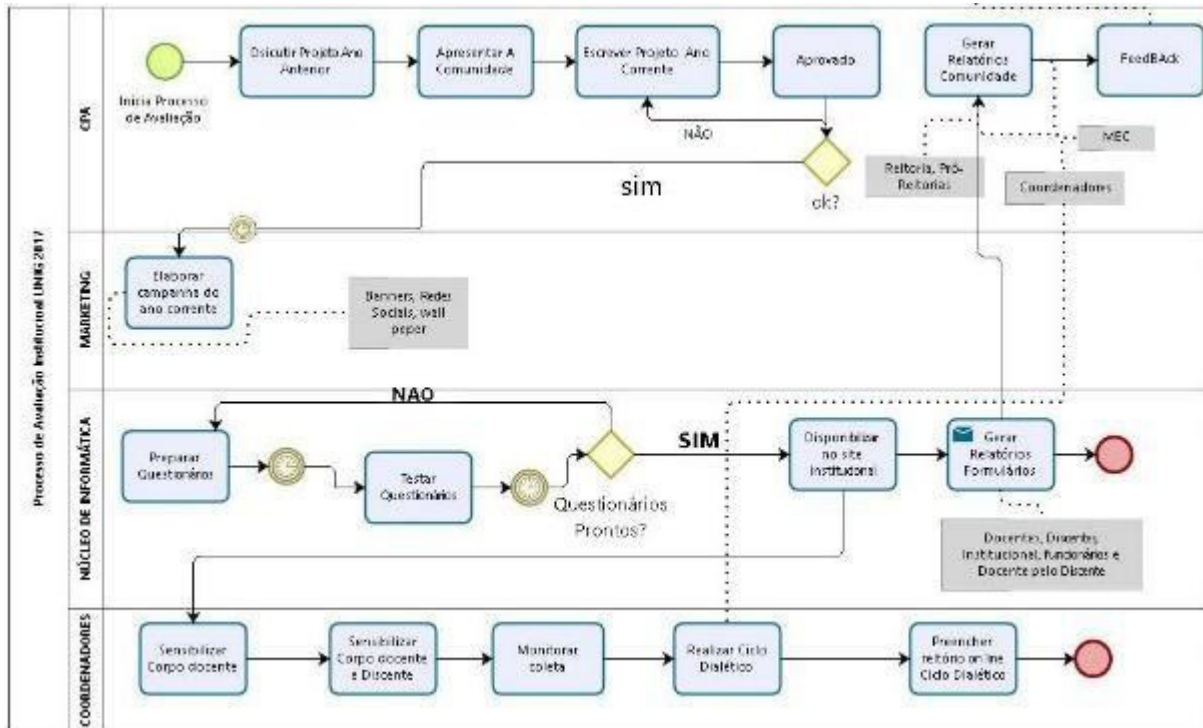 Processo de Avaliação Institucional UNIG 2017
CPA
Inicia Processo
de Avaliação
Dsicutir Projeto Ano
Anterior
Apresentar A
Comunidade
Escrever Projeto Ano
Corrente
Aprovado
Gerar
Relatórios
Comunidade
FeedBAck
NÃO
sim
ok?
Reitoria, Pró-
Reitorias
MEC
Coordenadores
MARKETING
Elaborar
campanha do
ano corrente
Banners, Redes
Sociais, wall
paper
NÚCLEO DE INFORMÁTICA
NAO
Preparar
Questionários
Testar
Questionários
Questionários
Prontos?
SIM
Disponibilizar
no site
Institucional
Gerar
Relatórios
Formulários
Docentes, Discentes
Institucional, funcionários e
Docente pelo Discente
COORDENADORES
Sensibilizar
Corpo docente
Sensibilizar
Corpo docente
e Discente
Monitorar
coleta
Realizar Ciclo
Dialético
Preencher
on line
Ciclo Dialético